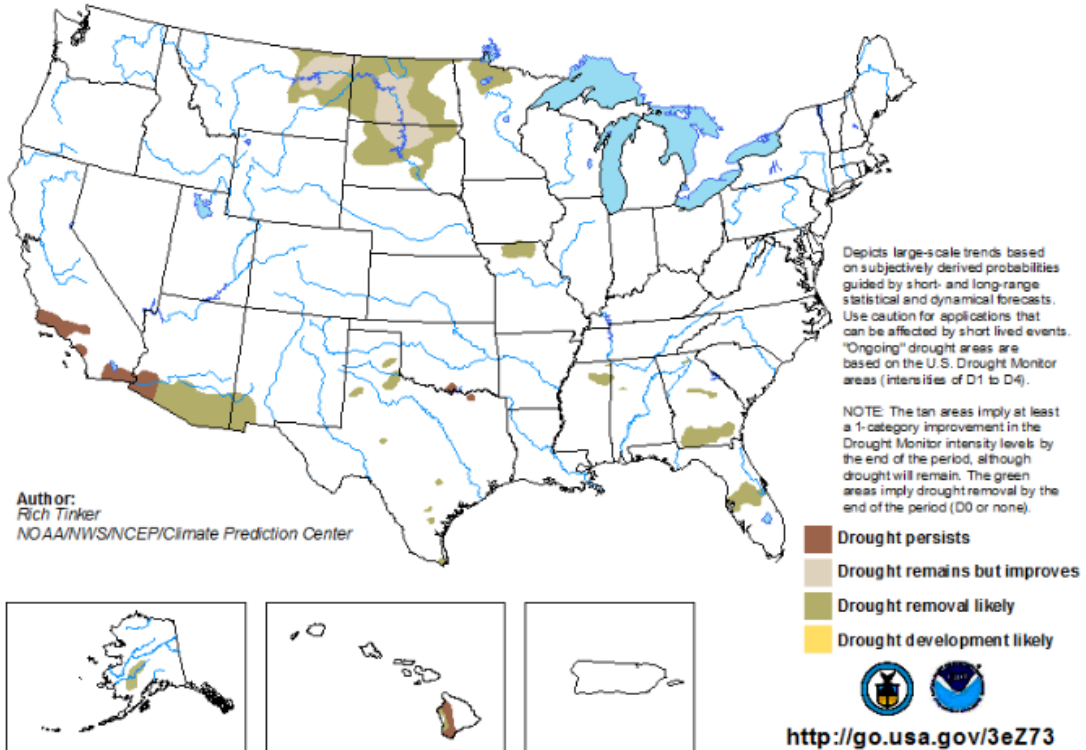 Depicts large-scale trends based
on subjectively derived probabilities
guided by short- and long-range
statistical and dynamical forecasts.
Use caution for applications that
can be affected by short lived events.
"Ongoing" drought areas are
based on the U.S. Drought Monitor
areas (intensities of D1 to D4).
NOTE: The tan areas imply at least
a 1-category improvement in the
Drought Monitor intensity levels by
the end of the period, although
drought will remain. The green
areas imply drought removal by the
end of the period (D0 or none).
Author:
Rich Tinker
NOAA/NWS/NCEP/Climate Prediction Center
Drought persists
Drought remains but improves
Drought removal likely
Drought development likely
http://go.usa.gov/3eZ73